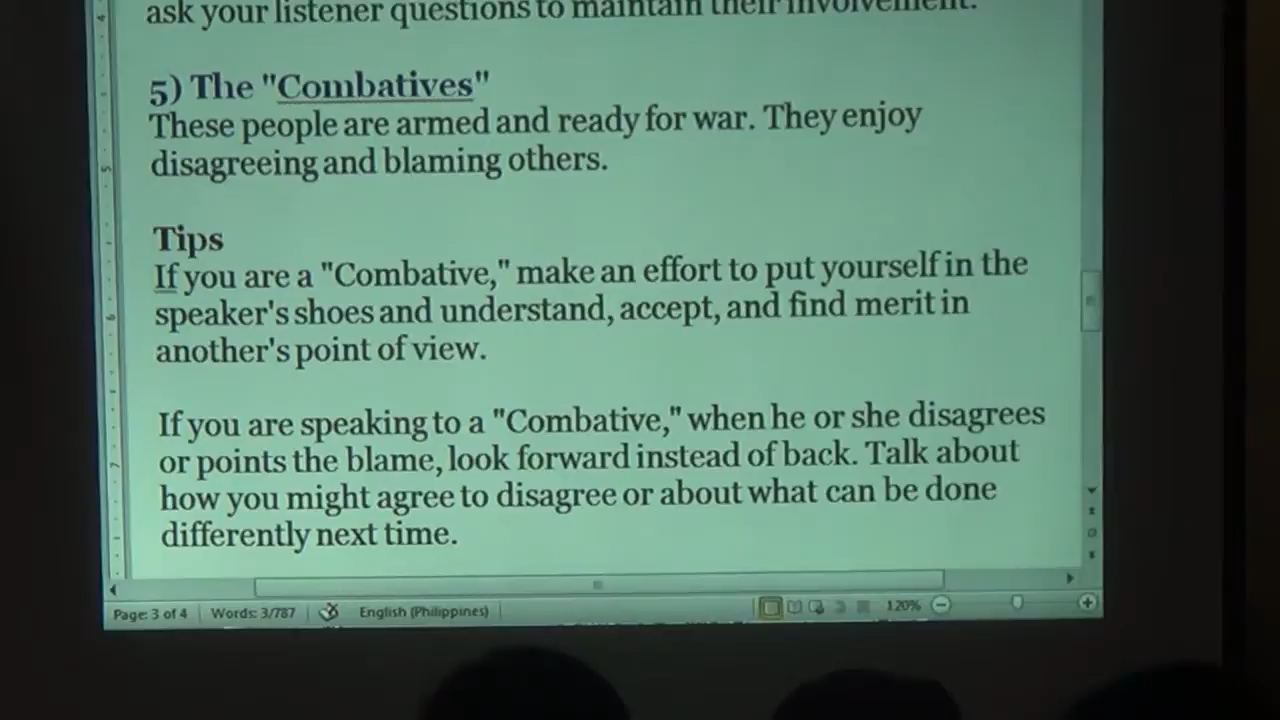 ask your listener questions to maintain their involvement.
5) The "Combatives"
These people are armed and ready for war. They enjoy
disagreeing and blaming others.
Tips
If you are a "Combative," make an effort to put yourself in the
speaker's shoes and understand, accept, and find merit in
another's point of view.
If you are speaking to a "Combative," when he or she disagrees
or points the blame, look forward instead of back. Talk about
how you might agree to disagree or about what can be done
differently next time.
Page: 3 of 4 Words: 3/787 English (Philippines) 120%